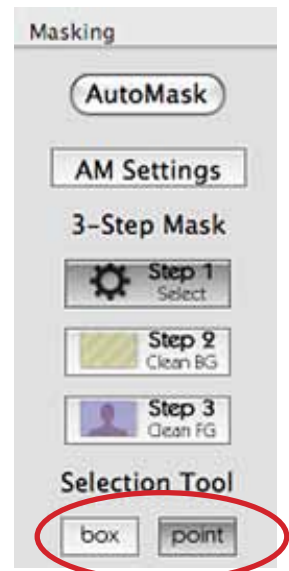 Masking
AutoMask
AM Settings
3-Step Mask
Step 1
Select
Step 2
Clean BG
Step 3
Clean FG
Selection Tool
box point